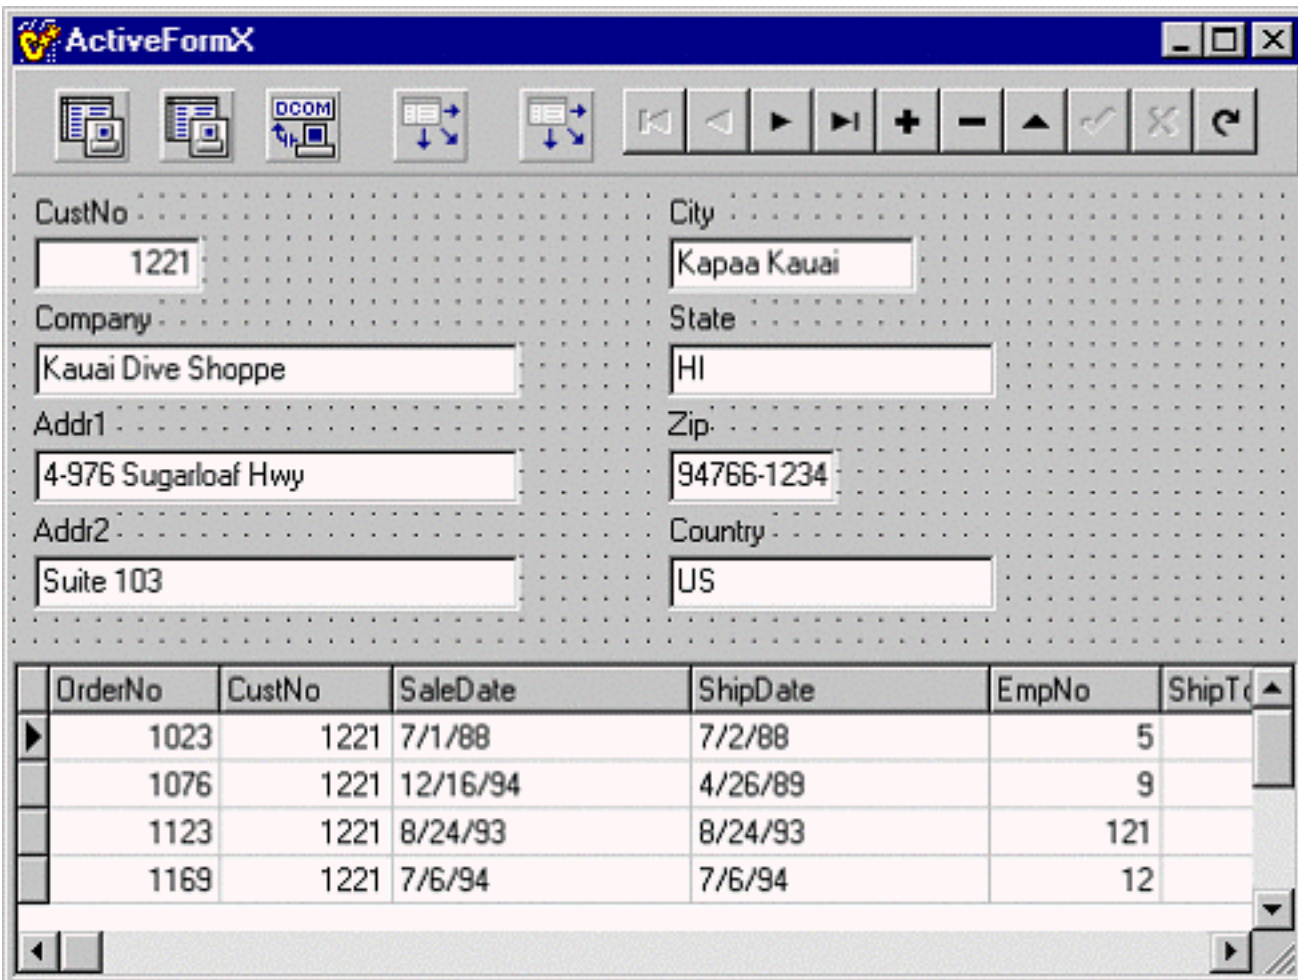 ActiveFormX
DCOM
CustNo
1221
City
Kapaa Kauai
Company
Kauai Dive Shoppe
State
HI
Addr1
4-976 Sugarloaf Hwy
Zip
94766-1234
Addr2
Suite 103
Country
US
OrderNo CustNo SaleDate ShipDate EmpNo
1023 1221 7/1/88 7/2/88 5
1076 1221 12/16/94 4/26/89 9
1123 1221 8/24/93 8/24/93 121
1169 1221 7/6/94 7/6/94 12